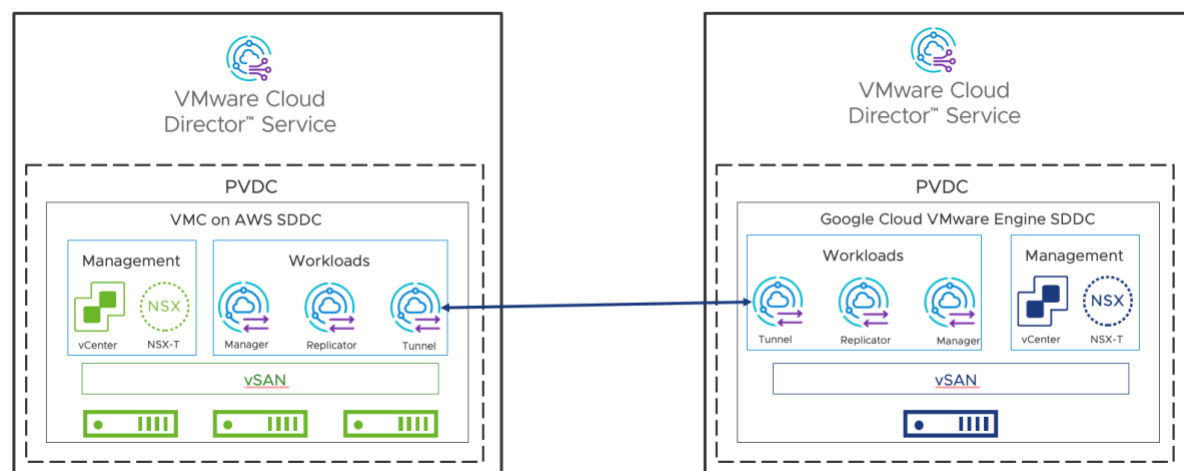 VMware Cloud
Director™ Service
PVDC
VMC on AWS SDDC
Management
Workloads
NSX
vCenter
NSX-T
Manager
Replicator
Tunnel
vSAN
VMware Cloud
Director™ Service
PVDC
Google Cloud VMware Engine SDDC
Workloads
Management
NSX
Tunnel
Replicator
Manager
vCenter
NSX-T
vSAN